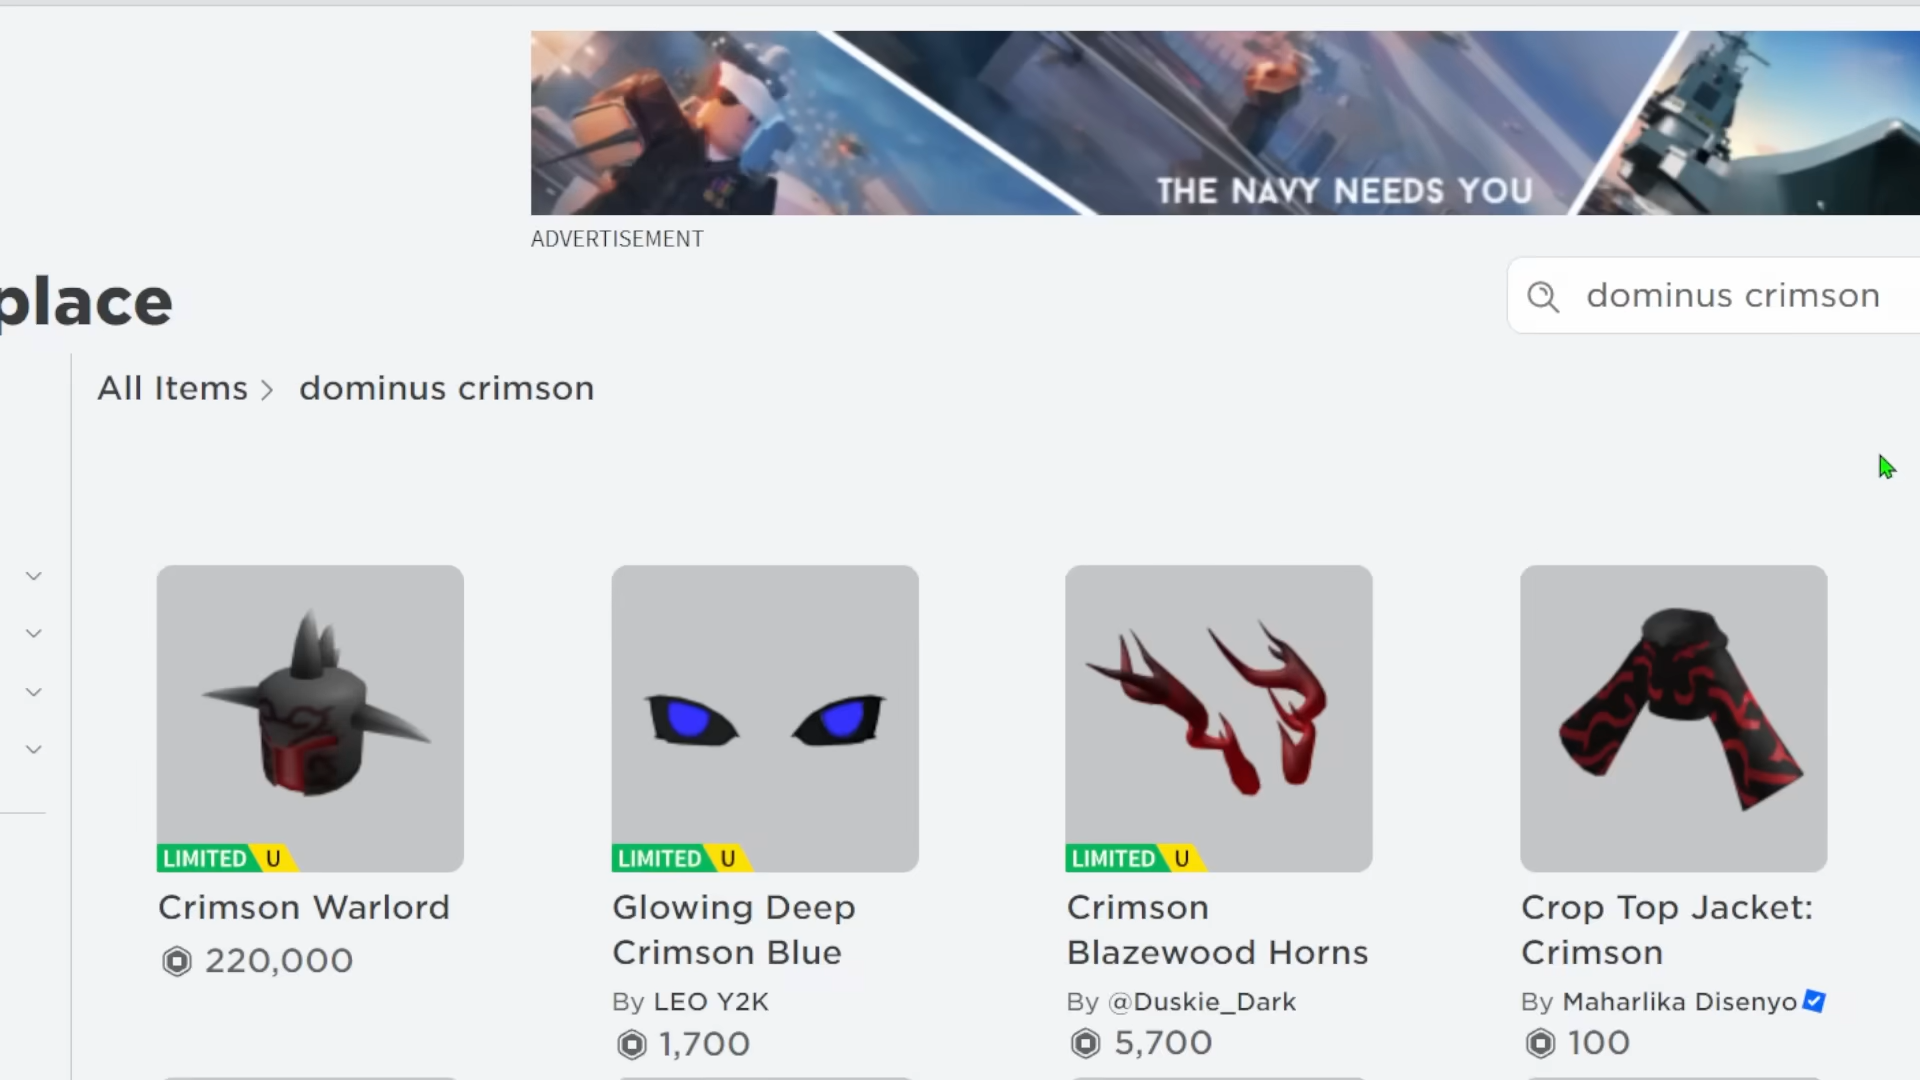 THE NAVY NEEDS YOU
ADVERTISEMENT
place
dominus crimson
All Items > dominus crimson
LIMITED U
LIMITED U
LIMITED U
Crimson Warlord
220,000
Glowing Deep
Crimson Blue
By LEO Y2K
1,700
Crimson
Blazewood Horns
By @Duskie_Dark
5,700
Crop Top Jacket:
Crimson
By Maharlika Disenyo
100